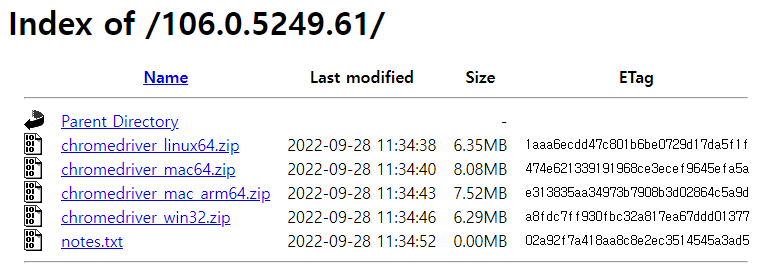 Index of /106.0.5249.61/
Name Last modified Size ETag
Parent Directory -
chromedriver_linux64.zip 2022-09-28 11:34:38 6.35MB 1aaa6ecdd47c801b6be0729d17da5f1f
chromedriver_mac64.zip 2022-09-28 11:34:40 8.08MB 474e621339191968ce3ecef9645efa5a
chromedriver_mac_arm64.zip 2022-09-28 11:34:43 7.52MB e313835aa34973b7908b3d02864c5a9d
chromedriver_win32.zip 2022-09-28 11:34:46 6.29MB a8fdc7ff930fbc32a817ea67ddd01377
notes.txt 2022-09-28 11:34:52 0.00MB 02a92f7a418aa8c8e2ec3514545a3ad5